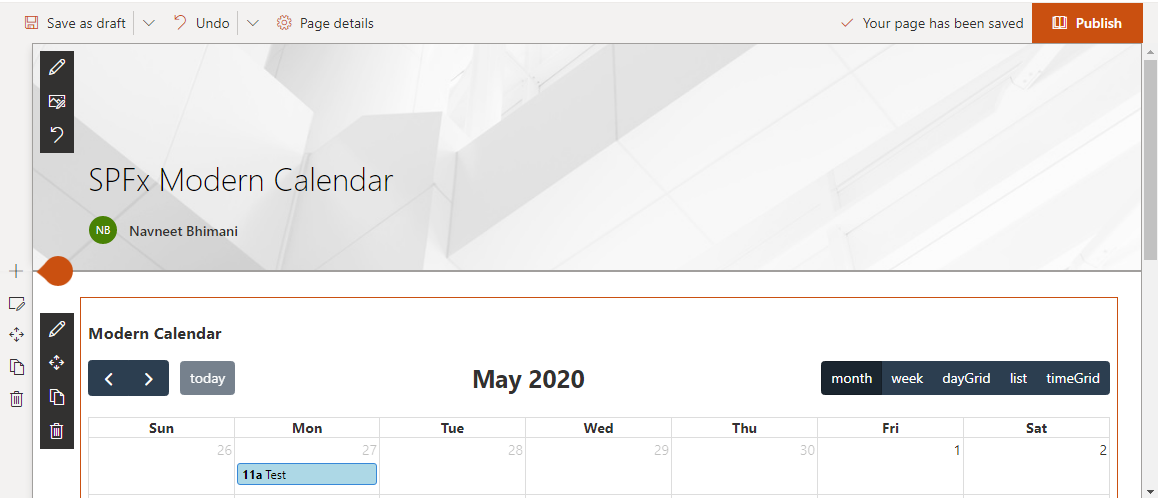 Save as draft Undo Page details Your page has been saved Publish
SPFx Modern Calendar
NB Navneet Bhimani
Modern Calendar
today May 2020 month week dayGrid list timeGrid
Sun Mon Tue Wed Thu Fri Sat
26 27 28 29 30 1 2
11a Test